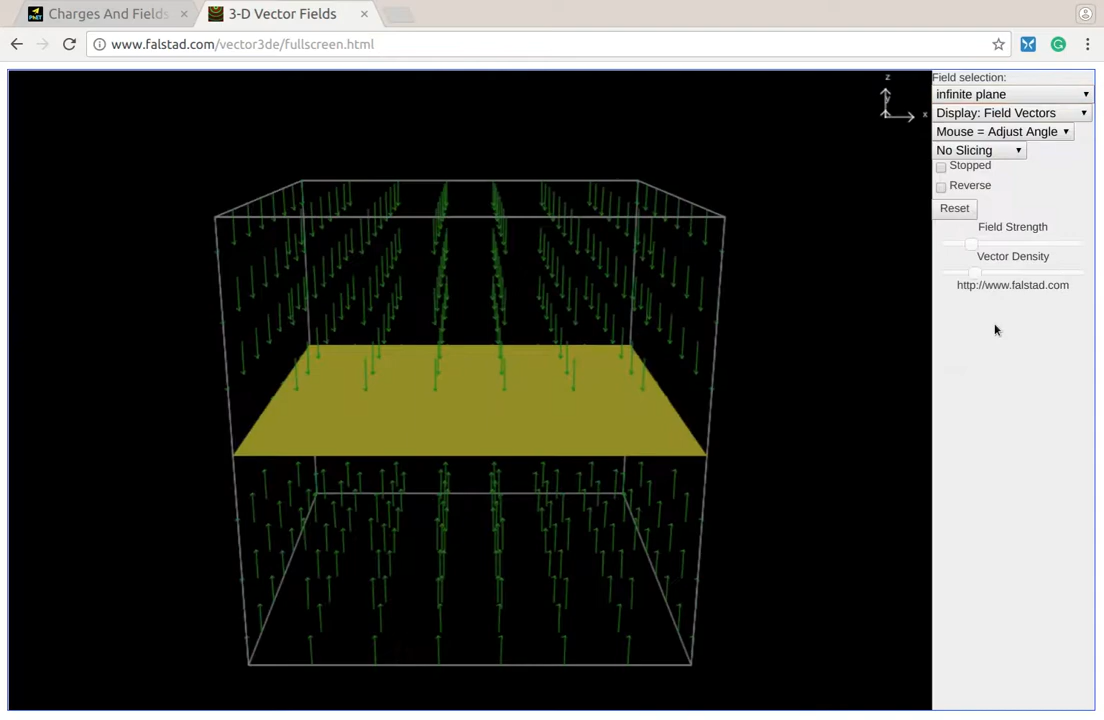 PhET Charges And Fields × 3-D Vector Fields ×
www.falstad.com/vector3de/fullscreen.html
z
y
x
Field selection:
infinite plane
Display: Field Vectors
Mouse = Adjust Angle
No Slicing
Stopped
Reverse
Reset
Field Strength
Vector Density
http://www.falstad.com